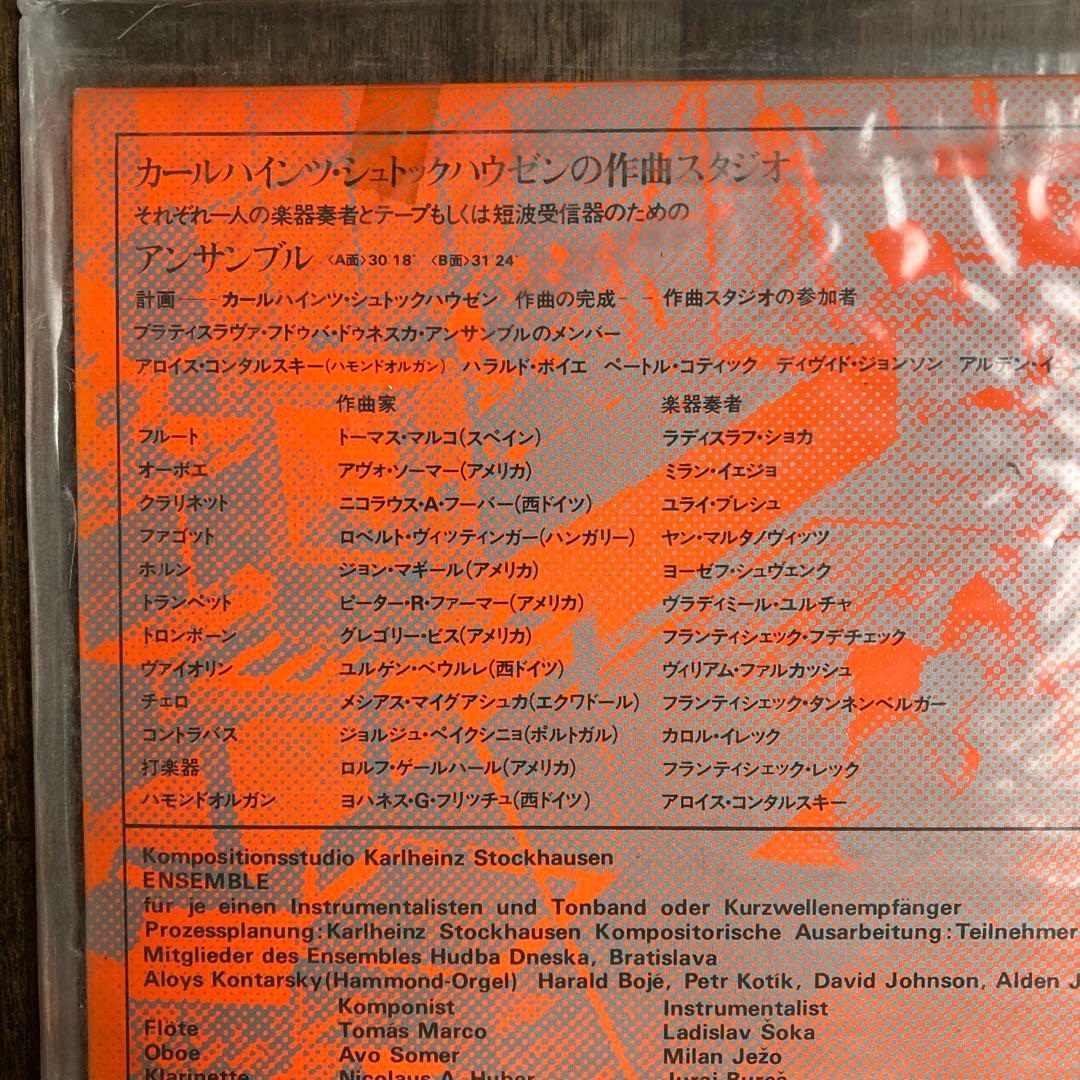 カールハインツ・シュトックハウゼンの作曲スタジオ
それぞれ一人の楽器奏者とテープもしくは短波受信器のための
アンサンブル 〈A面〉30′18″ 〈B面〉31′24″
計画――カールハインツ・シュトックハウゼン 作曲の完成――作曲スタジオの参加者
ブラティスラヴァ・フドゥバ・ドゥネスカ・アンサンブルのメンバー
アロイス・コンタルスキー(ハモンドオルガン) ハラルド・ボイエ ペートル・コティック ディヴィド・ジョンソン アルデン・イ
作曲家 楽器奏者
フルート トーマス・マルコ(スペイン) ラディスラフ・ショカ
オーボエ アヴォ・ソーマー(アメリカ) ミラン・イェジョ
クラリネット ニコラウス・A・フーバー(西ドイツ) ユライ・ブレシュ
ファゴット ロベルト・ヴィツティンガー(ハンガリー) ヤン・マルタノヴィッツ
ホルン ジョン・マギール(アメリカ) ヨーゼフ・シュヴェンク
トランペット ピーター・R・ファーマー(アメリカ) ヴラディミール・ユルチャ
トロンボーン グレゴリー・ビス(アメリカ) フランティシェック・フデチェック
ヴァイオリン ユルゲン・ベウルレ(西ドイツ) ヴィリアム・ファルカッシュ
チェロ メシアス・マイグアシュカ(エクワドール) フランティシェック・タンネンベルガー
コントラバス ジョルジュ・ペイクシニョ(ポルトガル) カロル・イレック
打楽器 ロルフ・ゲールハール(アメリカ) フランティシェック・レック
ハモンドオルガン ヨハネス・G・フリッチュ(西ドイツ) アロイス・コンタルスキー
Kompositionsstudio Karlheinz Stockhausen
ENSEMBLE
für je einen Instrumentalisten und Tonband oder Kurzwellenempfänger
Prozessplanung:Karlheinz Stockhausen Kompositorische Ausarbeitung:Teilnehmer
Mitglieder des Ensembles Hudba Dneska, Bratislava
Aloys Kontarsky(Hammond-Orgel) Harald Bojé, Petr Kotík, David Johnson, Alden J
Komponist Instrumentalist
Flöte Tomás Marco Ladislav Šoka
Oboe Avo Somer Milan Ježo
Klarinette Nicolaus A. Huber Juraj Bureš